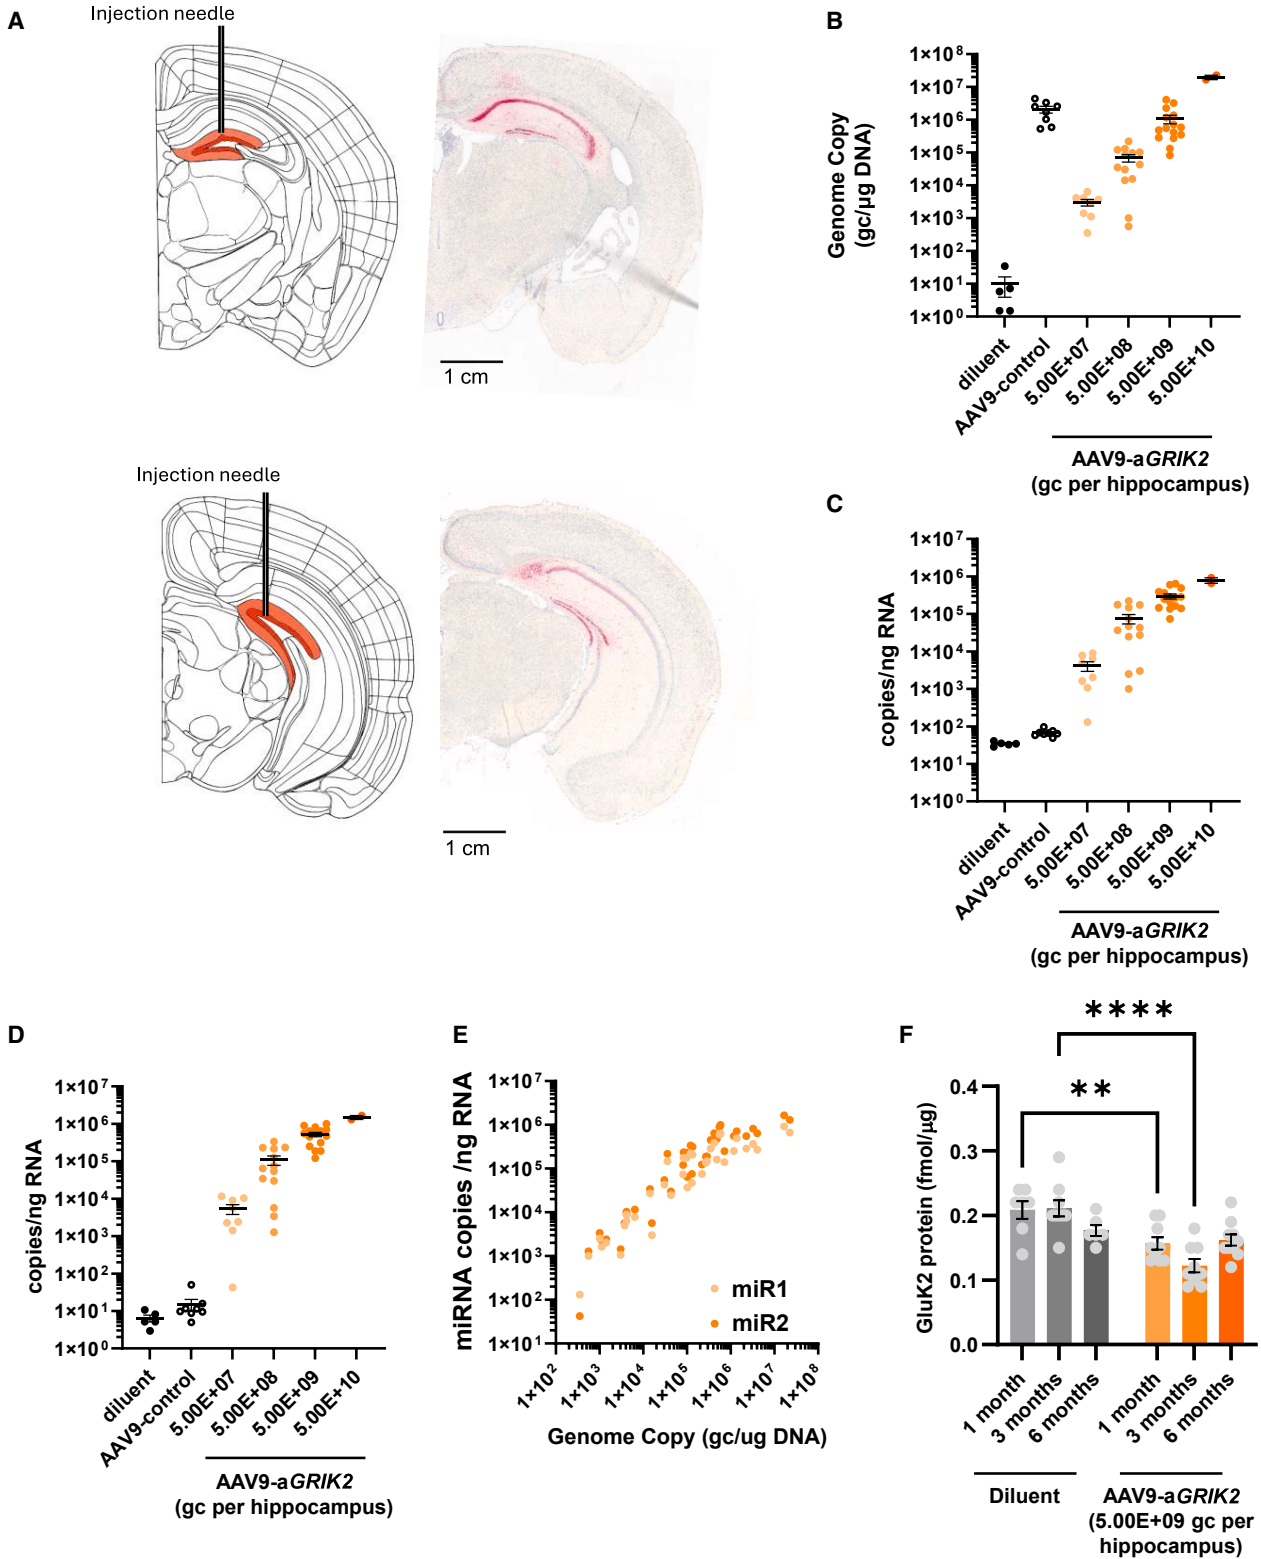 A
Injection needle
1 cm
Injection needle
1 cm
B
Genome Copy
(gc/µg DNA)
1×10⁸
1×10⁷
1×10⁶
1×10⁵
1×10⁴
1×10³
1×10²
1×10¹
1×10⁰
diluent
AAV9-control
5.00E+07
5.00E+08
5.00E+09
5.00E+10
AAV9-aGRIK2
(gc per hippocampus)
C
copies/ng RNA
1×10⁷
1×10⁶
1×10⁵
1×10⁴
1×10³
1×10²
1×10¹
1×10⁰
diluent
AAV9-control
5.00E+07
5.00E+08
5.00E+09
5.00E+10
AAV9-aGRIK2
(gc per hippocampus)
D
copies/ng RNA
1×10⁷
1×10⁶
1×10⁵
1×10⁴
1×10³
1×10²
1×10¹
1×10⁰
diluent
AAV9-control
5.00E+07
5.00E+08
5.00E+09
5.00E+10
AAV9-aGRIK2
(gc per hippocampus)
E
miRNA copies /ng RNA
1×10⁷
1×10⁶
1×10⁵
1×10⁴
1×10³
1×10²
1×10¹
miR1
miR2
1×10²
1×10³
1×10⁴
1×10⁵
1×10⁶
1×10⁷
1×10⁸
Genome Copy (gc/ug DNA)
F
****
**
GluK2 protein (fmol/µg)
0.4
0.3
0.2
0.1
0.0
1 month
3 months
6 months
1 month
3 months
6 months
Diluent
AAV9-aGRIK2
(5.00E+09 gc per
hippocampus)